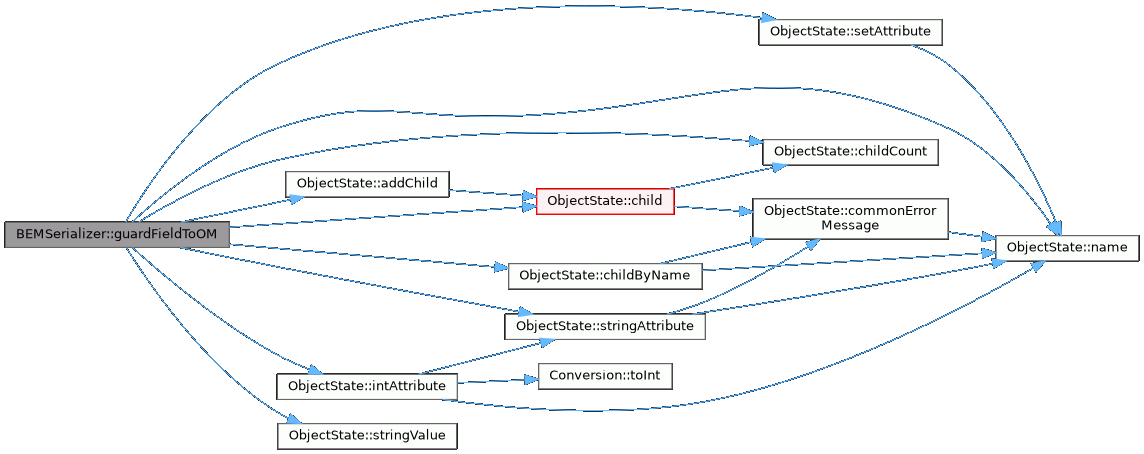 ObjectState::setAttribute
ObjectState::childCount
ObjectState::addChild
ObjectState::child
ObjectState::commonError
Message
BEMSerializer::guardFieldToOM
ObjectState::name
ObjectState::childByName
ObjectState::stringAttribute
Conversion::toInt
ObjectState::intAttribute
ObjectState::stringValue